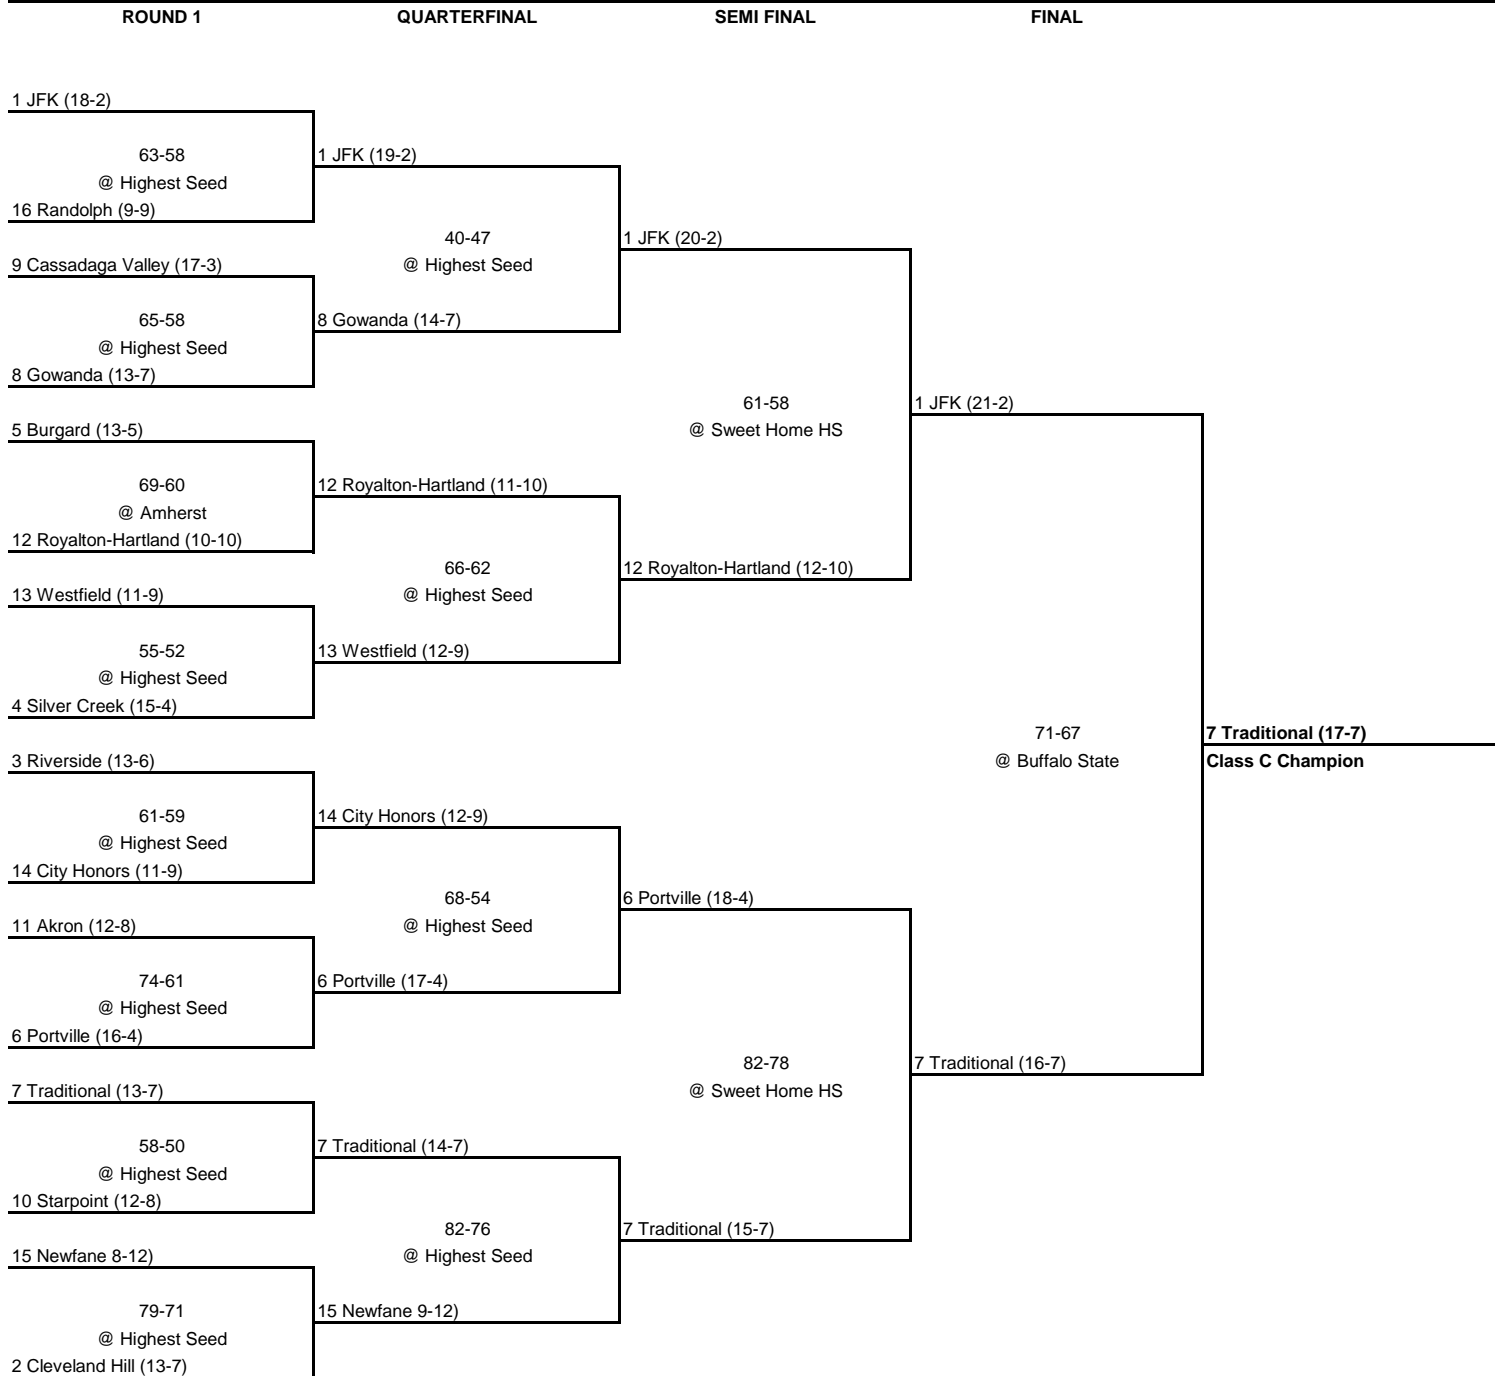 ROUND 1 QUARTERFINAL SEMI FINAL FINAL
1 JFK (18-2)
63-58 1 JFK (19-2)
@ Highest Seed
16 Randolph (9-9)
40-47 1 JFK (20-2)
9 Cassadaga Valley (17-3) @ Highest Seed
65-58 8 Gowanda (14-7)
@ Highest Seed
8 Gowanda (13-7)
61-58 1 JFK (21-2)
5 Burgard (13-5) @ Sweet Home HS
69-60 12 Royalton-Hartland (11-10)
@ Amherst
12 Royalton-Hartland (10-10)
66-62 12 Royalton-Hartland (12-10)
13 Westfield (11-9) @ Highest Seed
55-52 13 Westfield (12-9)
@ Highest Seed
4 Silver Creek (15-4)
71-67 7 Traditional (17-7)
3 Riverside (13-6) @ Buffalo State Class C Champion
61-59 14 City Honors (12-9)
@ Highest Seed
14 City Honors (11-9)
68-54 6 Portville (18-4)
11 Akron (12-8) @ Highest Seed
74-61 6 Portville (17-4)
@ Highest Seed
6 Portville (16-4)
82-78 7 Traditional (16-7)
7 Traditional (13-7) @ Sweet Home HS
58-50 7 Traditional (14-7)
@ Highest Seed
10 Starpoint (12-8)
82-76 7 Traditional (15-7)
15 Newfane 8-12) @ Highest Seed
79-71 15 Newfane 9-12)
@ Highest Seed
2 Cleveland Hill (13-7)